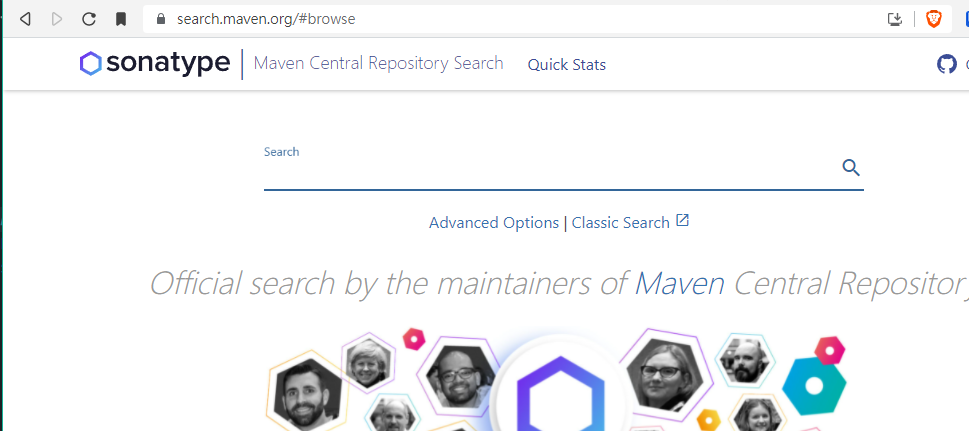 search.maven.org/#browse
sonatype Maven Central Repository Search Quick Stats
Search
Advanced Options | Classic Search
Official search by the maintainers of Maven Central Repository